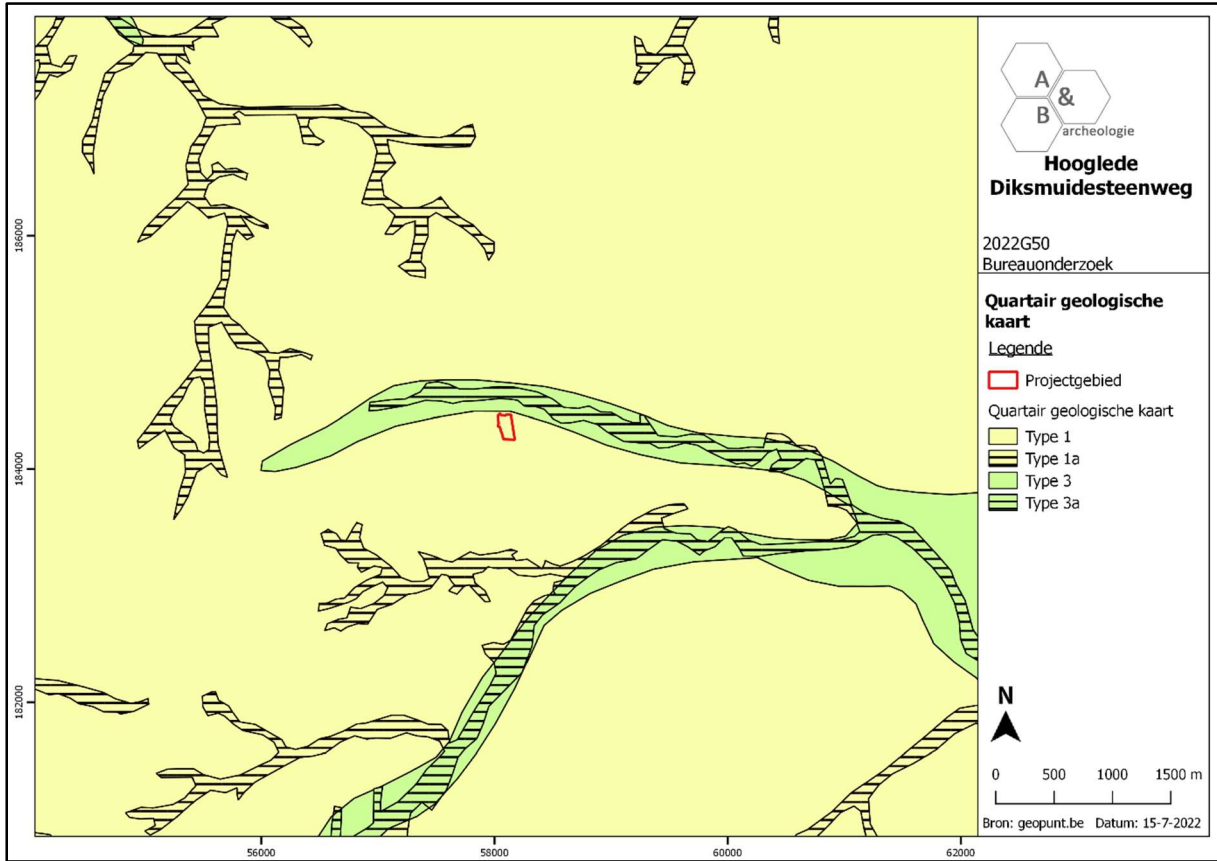 A
&
B
archeologie
Hooglede
Diksmuidesteenweg
2022G50
Bureauonderzoek
Quartair geologische
kaart
Legende
Projectgebied
Quartair geologische kaart
Type 1
Type 1a
Type 3
Type 3a
N
0 500 1000 1500 m
Bron: geopunt.be Datum: 15-7-2022
186000
184000
182000
56000 58000 60000 62000